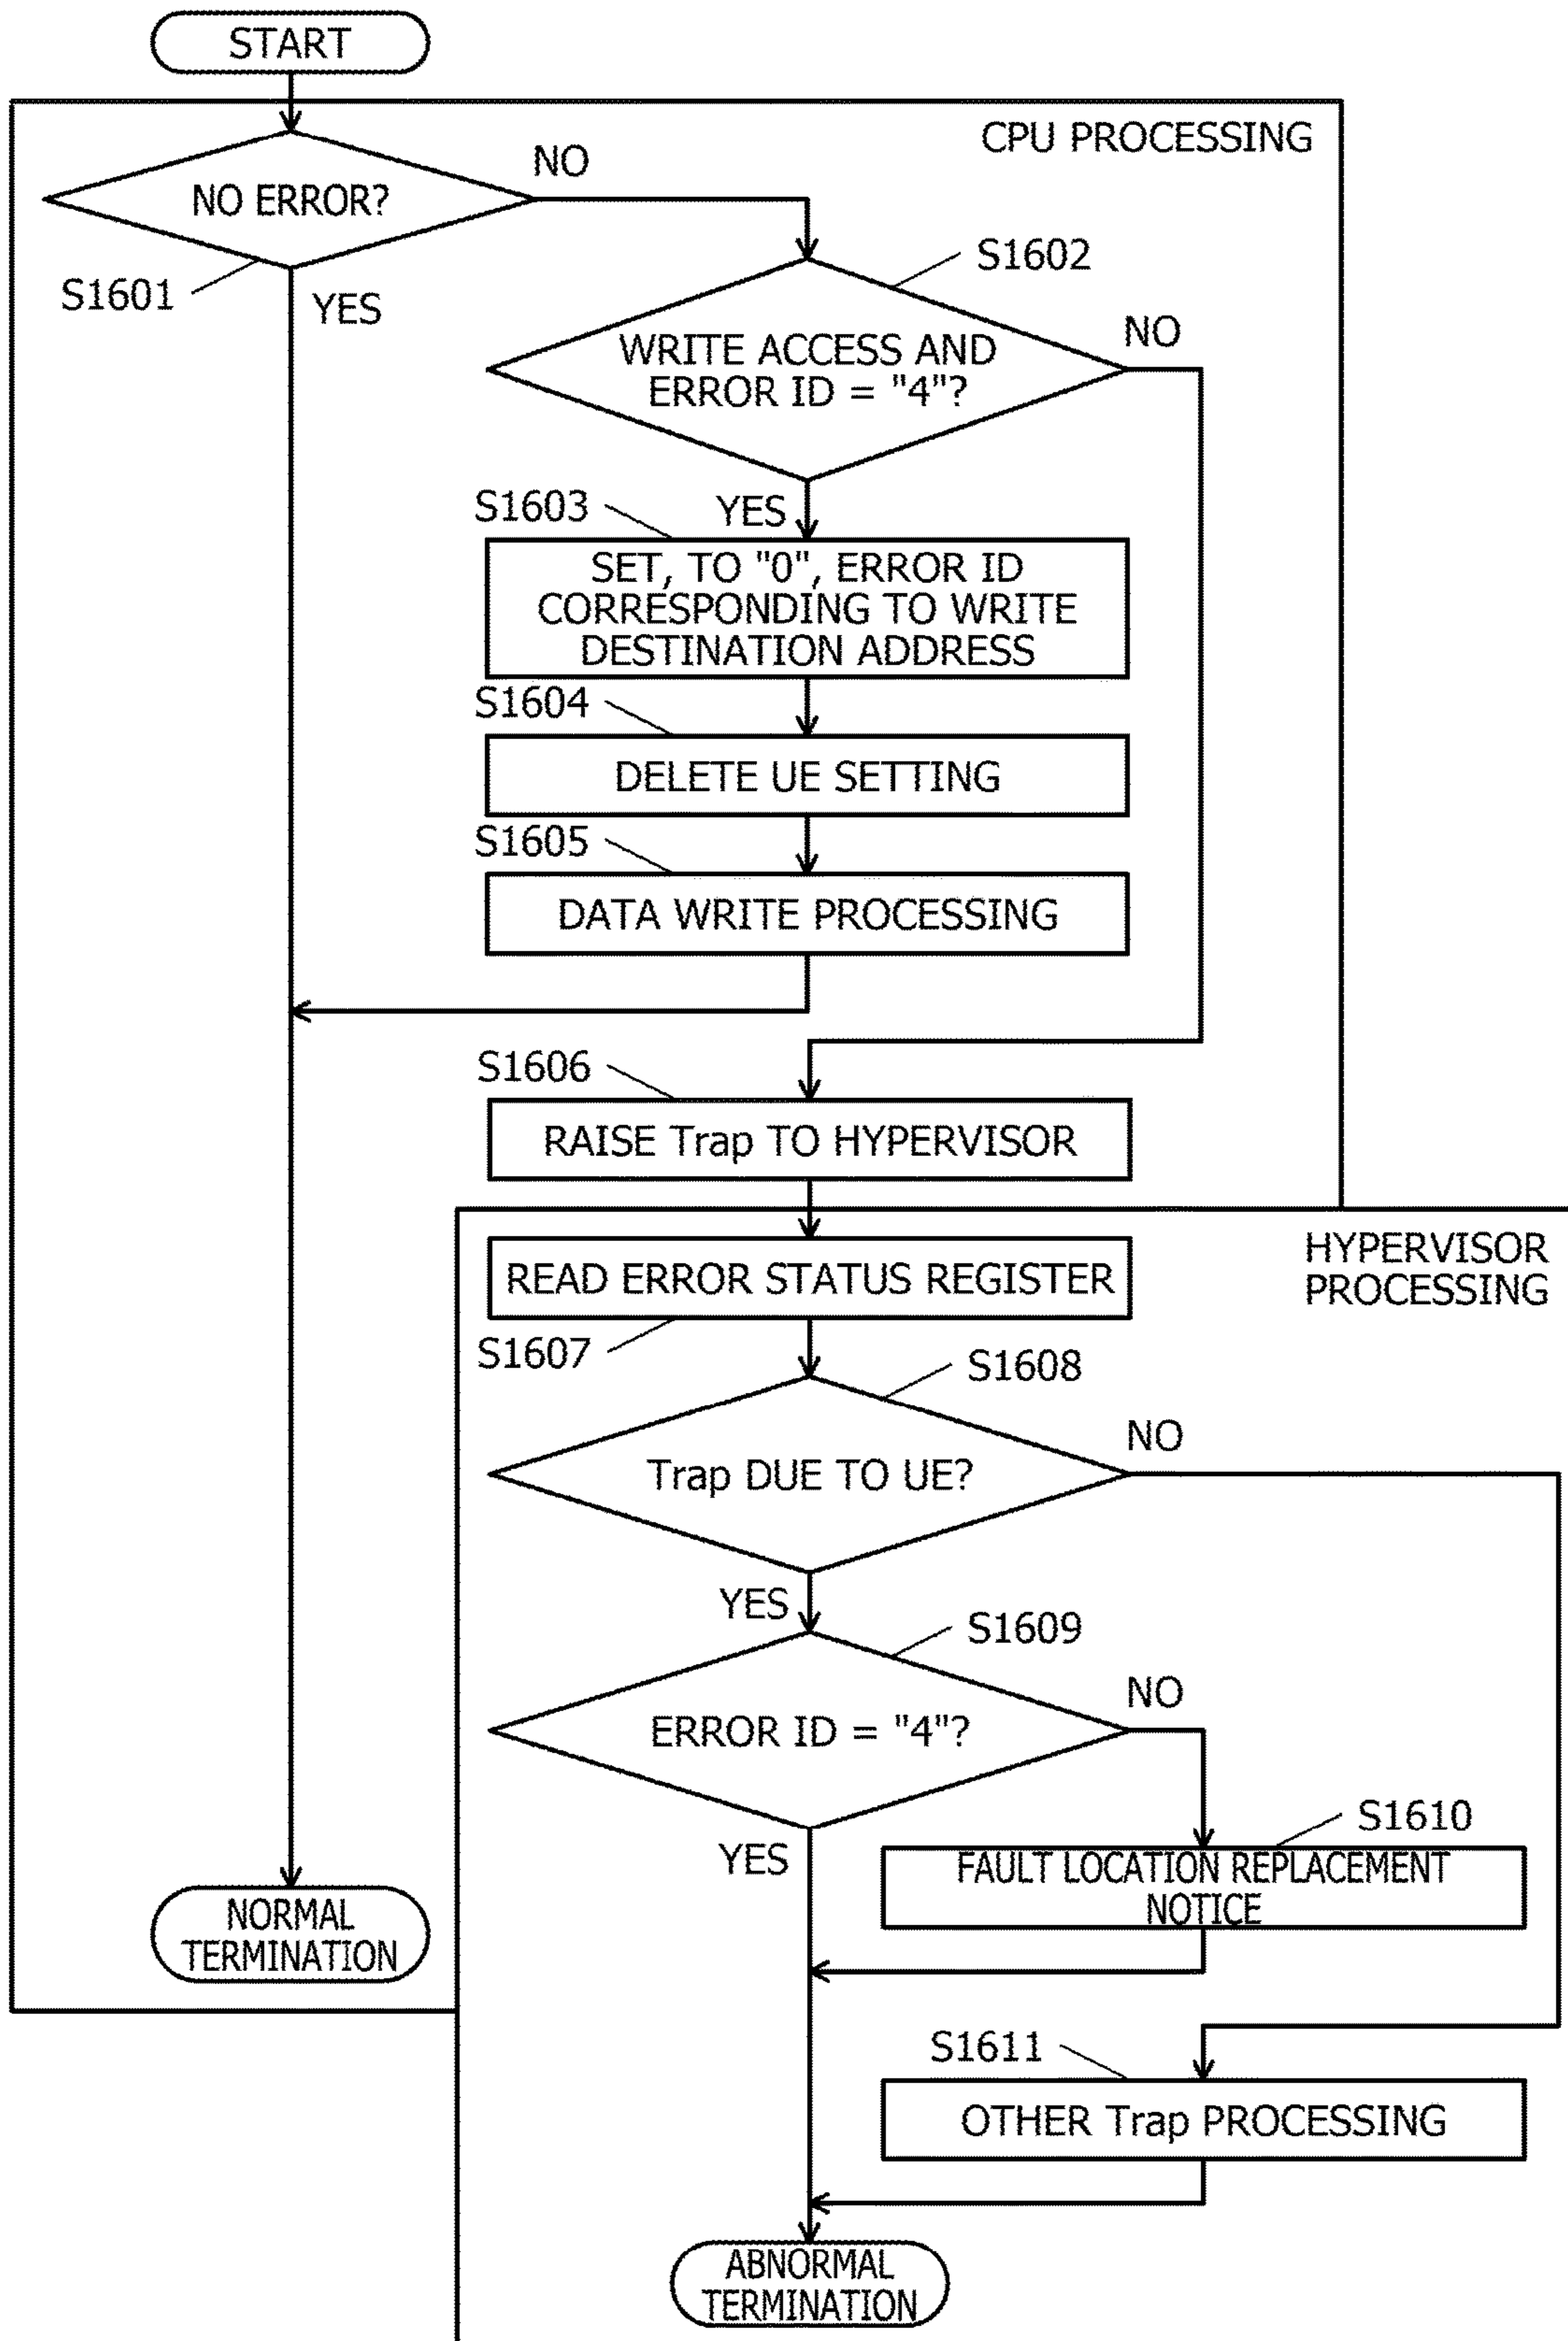 START
CPU PROCESSING
NO ERROR?
NO
S1601
YES
S1602
WRITE ACCESS AND
ERROR ID = "4"?
NO
YES
S1603
SET, TO "0", ERROR ID
CORRESPONDING TO WRITE
DESTINATION ADDRESS
S1604
DELETE UE SETTING
S1605
DATA WRITE PROCESSING
S1606
RAISE Trap TO HYPERVISOR
HYPERVISOR
PROCESSING
READ ERROR STATUS REGISTER
S1607
S1608
Trap DUE TO UE?
NO
YES
S1609
ERROR ID = "4"?
NO
YES
S1610
FAULT LOCATION REPLACEMENT
NOTICE
NORMAL
TERMINATION
S1611
OTHER Trap PROCESSING
ABNORMAL
TERMINATION